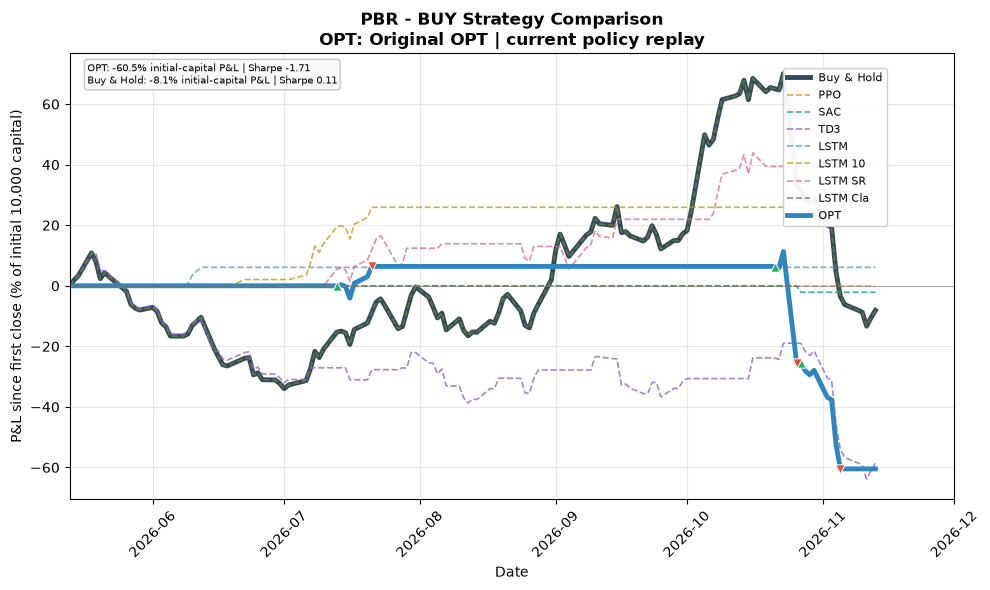 PBR - BUY Strategy Comparison
OPT: Original OPT | current policy replay
OPT: -60.5% initial-capital P&L | Sharpe -1.71
Buy & Hold: -8.1% initial-capital P&L | Sharpe 0.11
Buy & Hold
PPO
SAC
TD3
LSTM
LSTM 10
LSTM SR
LSTM Cla
OPT
P&L since first close (% of initial 10,000 capital)
60
40
20
0
−20
−40
−60
2026-06
2026-07
2026-08
2026-09
2026-10
2026-11
2026-12
Date